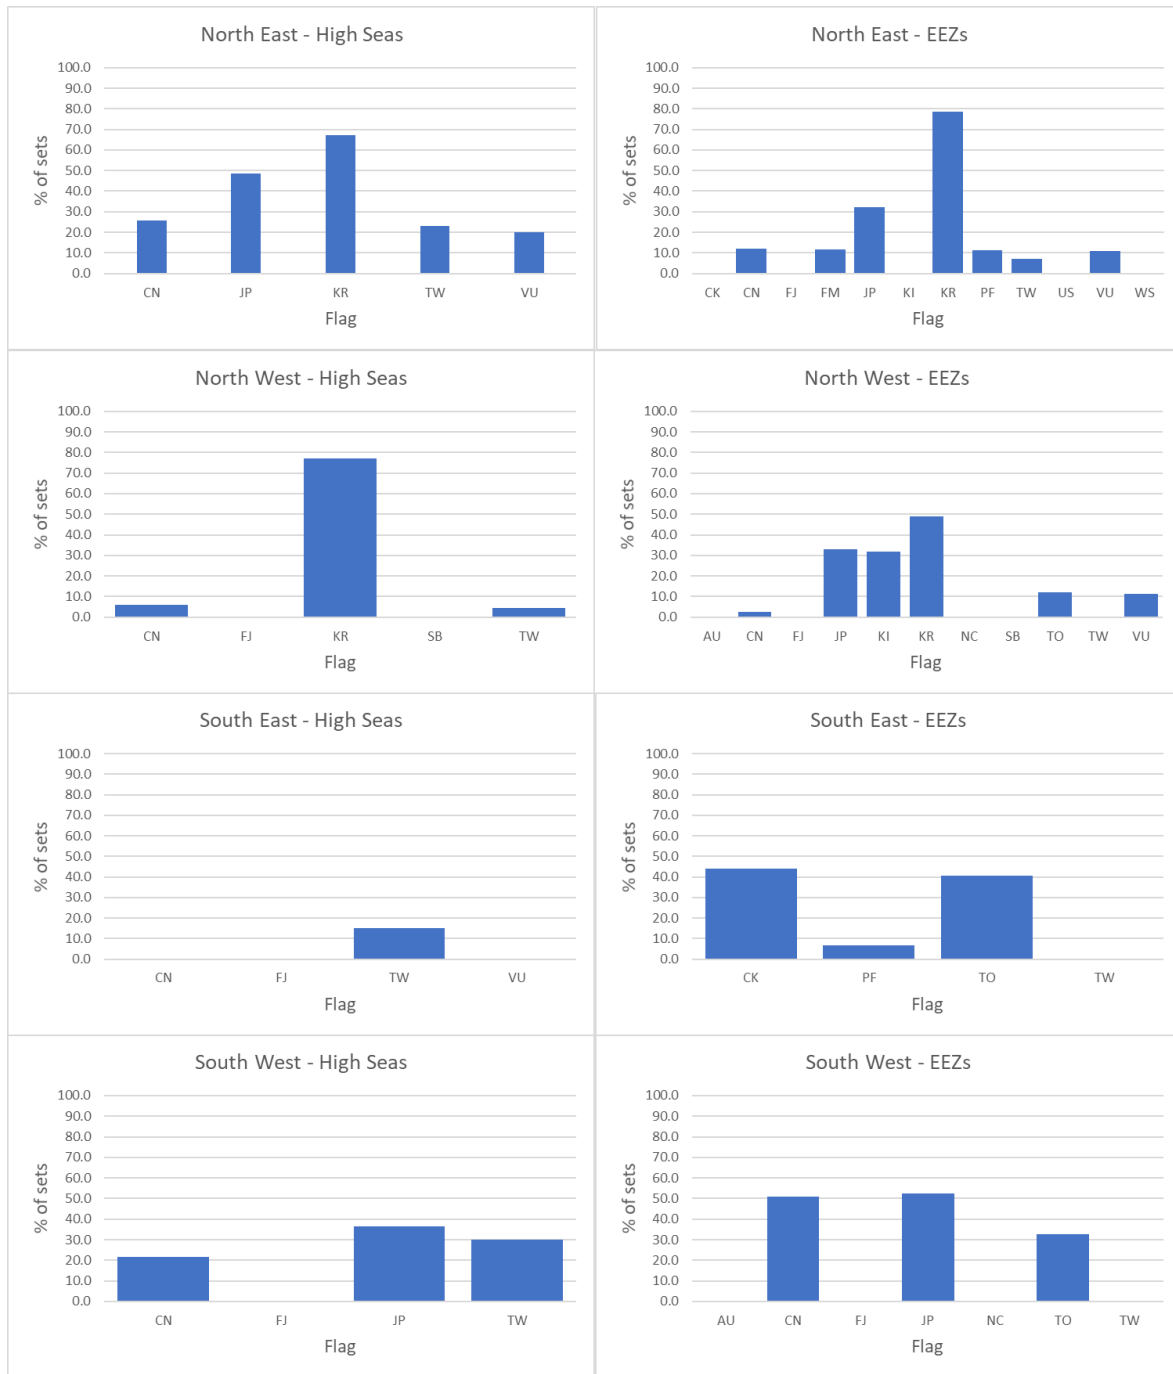 North East - High Seas
100.0
90.0
80.0
70.0
60.0
50.0
40.0
30.0
20.0
10.0
0.0
% of sets
CN JP KR TW VU
Flag
North East - EEZs
100.0
90.0
80.0
70.0
60.0
50.0
40.0
30.0
20.0
10.0
0.0
% of sets
CK CN FJ FM JP KI KR PF TW US VU WS
Flag
North West - High Seas
100.0
90.0
80.0
70.0
60.0
50.0
40.0
30.0
20.0
10.0
0.0
% of sets
CN FJ KR SB TW
Flag
North West - EEZs
100.0
90.0
80.0
70.0
60.0
50.0
40.0
30.0
20.0
10.0
0.0
% of sets
AU CN FJ JP KI KR NC SB TO TW VU
Flag
South East - High Seas
100.0
90.0
80.0
70.0
60.0
50.0
40.0
30.0
20.0
10.0
0.0
% of sets
CN FJ TW VU
Flag
South East - EEZs
100.0
90.0
80.0
70.0
60.0
50.0
40.0
30.0
20.0
10.0
0.0
% of sets
CK PF TO TW
Flag
South West - High Seas
100.0
90.0
80.0
70.0
60.0
50.0
40.0
30.0
20.0
10.0
0.0
% of sets
CN FJ JP TW
Flag
South West - EEZs
100.0
90.0
80.0
70.0
60.0
50.0
40.0
30.0
20.0
10.0
0.0
% of sets
AU CN FJ JP NC TO TW
Flag